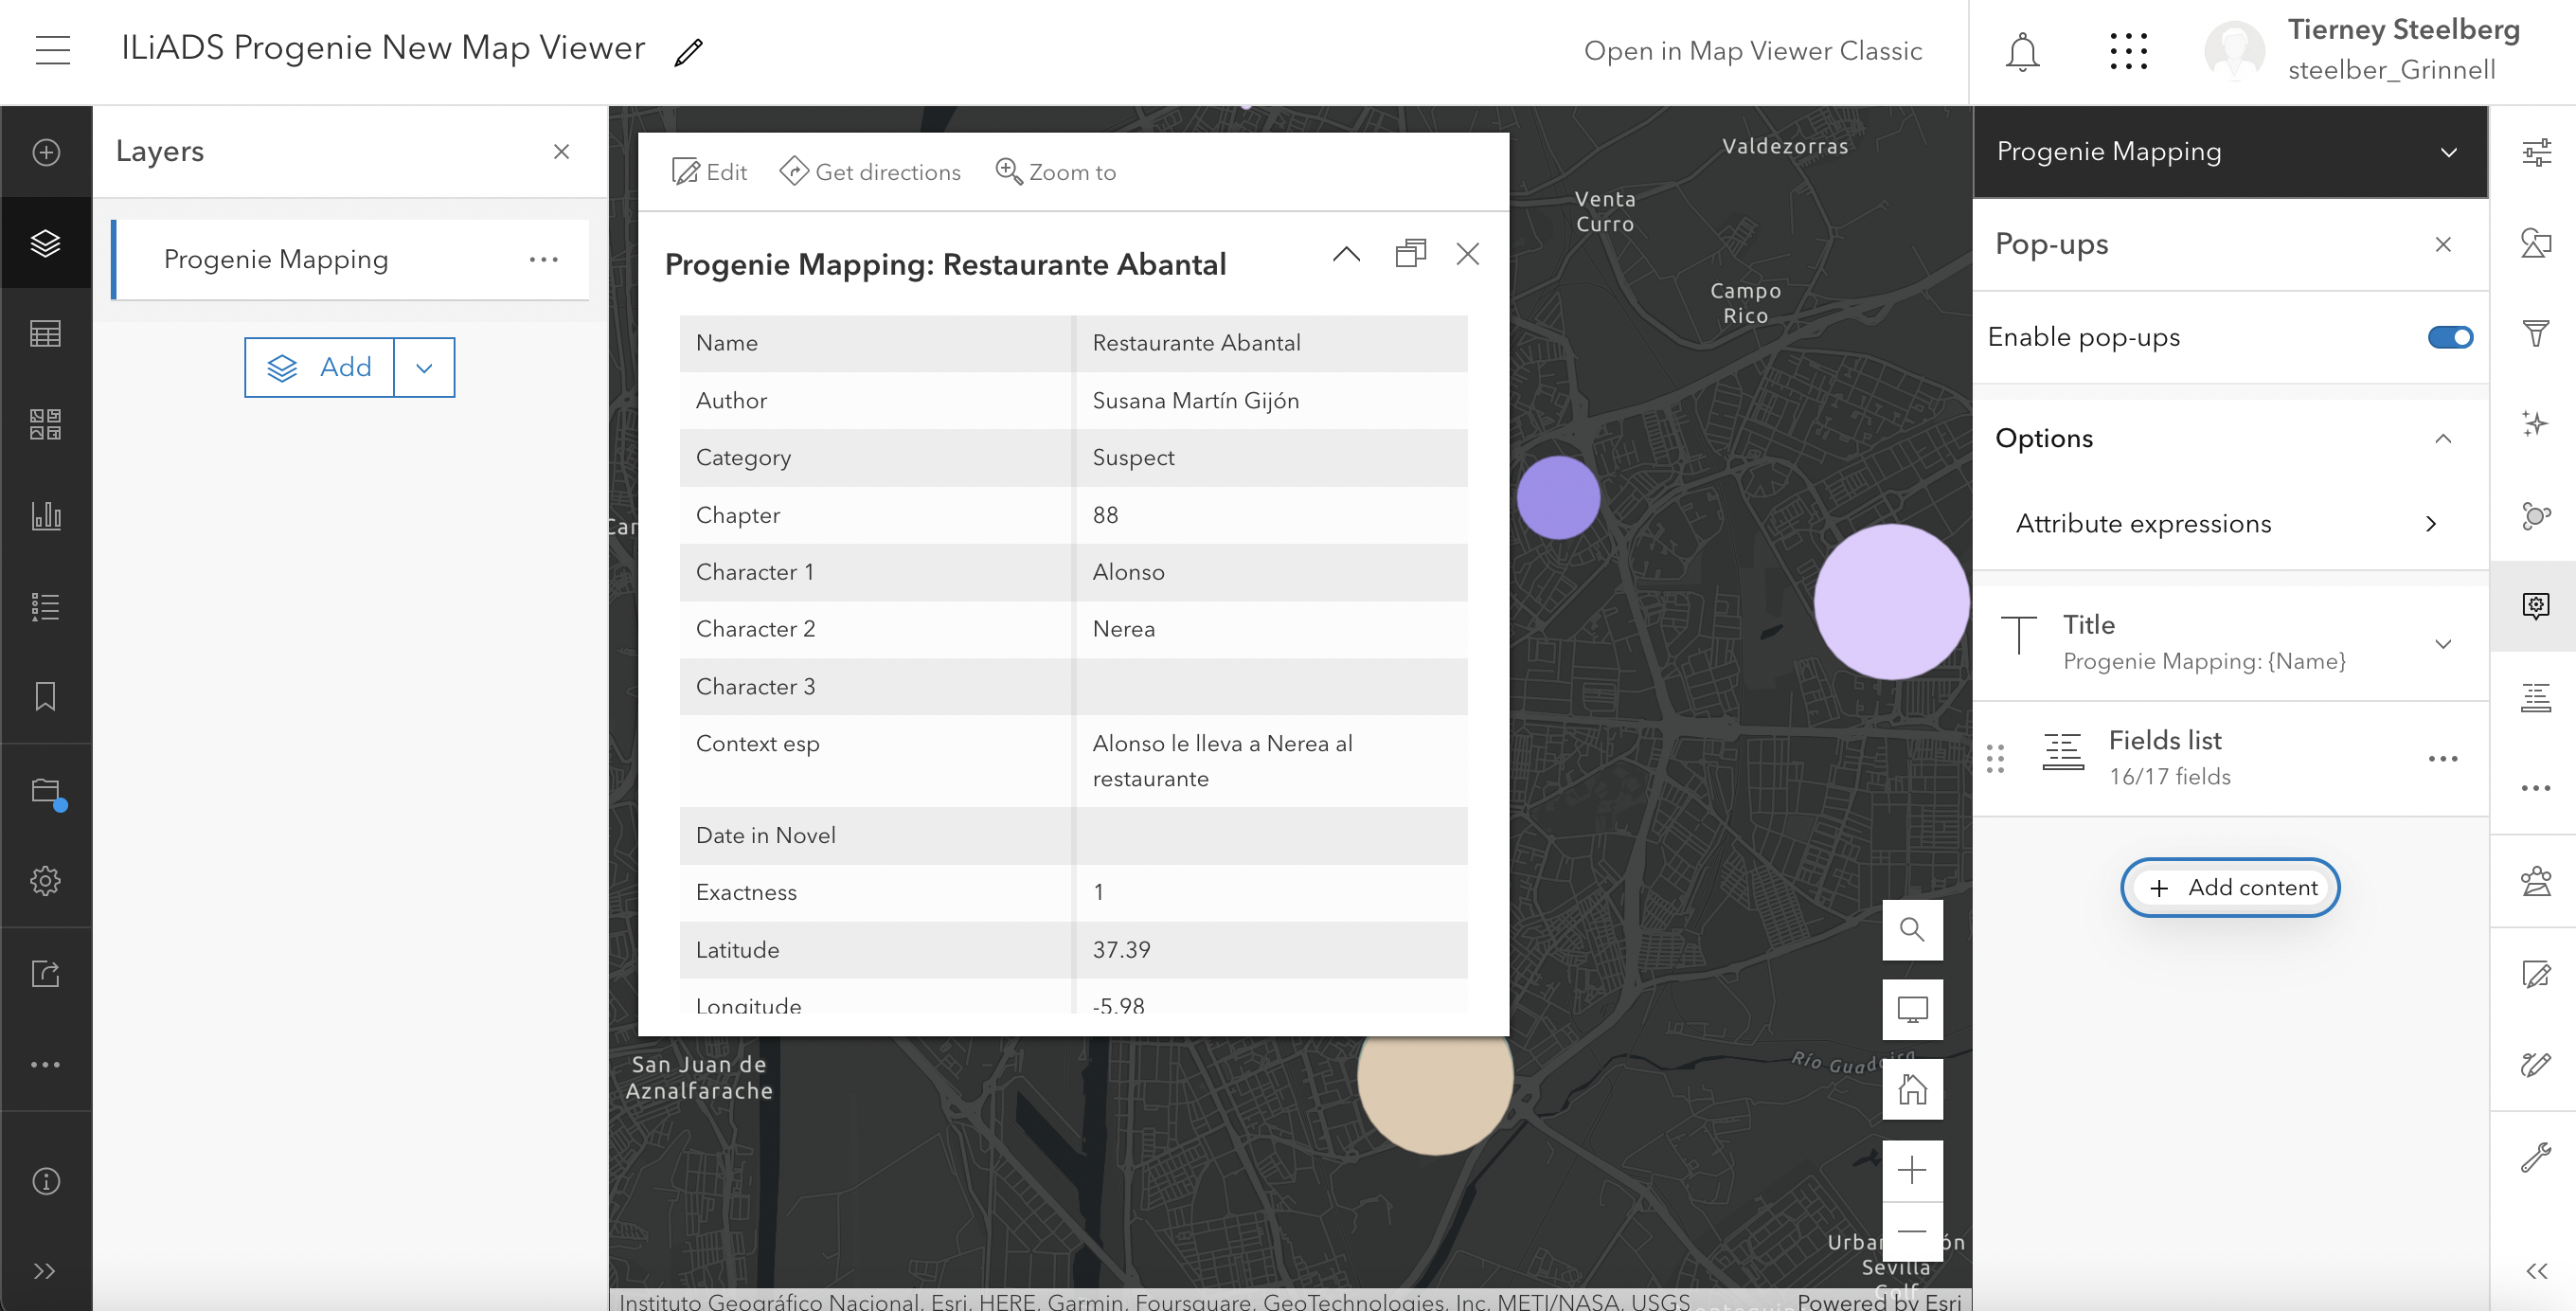 ILiADS Progenie New Map Viewer
Open in Map Viewer Classic
Tierney Steelberg
steelber_Grinnell
Layers
Progenie Mapping
Add
Edit
Get directions
Zoom to
Progenie Mapping: Restaurante Abantal
Name Restaurante Abantal
Author Susana Martín Gijón
Category Suspect
Chapter 88
Character 1 Alonso
Character 2 Nerea
Character 3
Context esp Alonso le lleva a Nerea al
restaurante
Date in Novel
Exactness 1
Latitude 37.39
Longitude -5.98
Valdezorras
Venta
Curro
Campo
Rico
San Juan de
Aznalfarache
Río
Sevilla
Golf
Instituto Geográfico Nacional, Esri, HERE, Garmin, Foursquare, GeoTechnologies, Inc, METI/NASA, USGS
Powered by Esri
Progenie Mapping
Pop-ups
Enable pop-ups
Options
Attribute expressions
Title
Progenie Mapping: {Name}
Fields list
16/17 fields
+ Add content